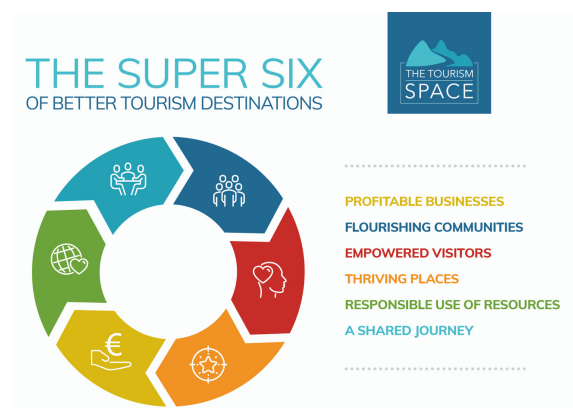 THE SUPER SIX
OF BETTER TOURISM DESTINATIONS
THE TOURISM
SPACE
PROFITABLE BUSINESSES
FLOURISHING COMMUNITIES
EMPOWERED VISITORS
THRIVING PLACES
RESPONSIBLE USE OF RESOURCES
A SHARED JOURNEY
€